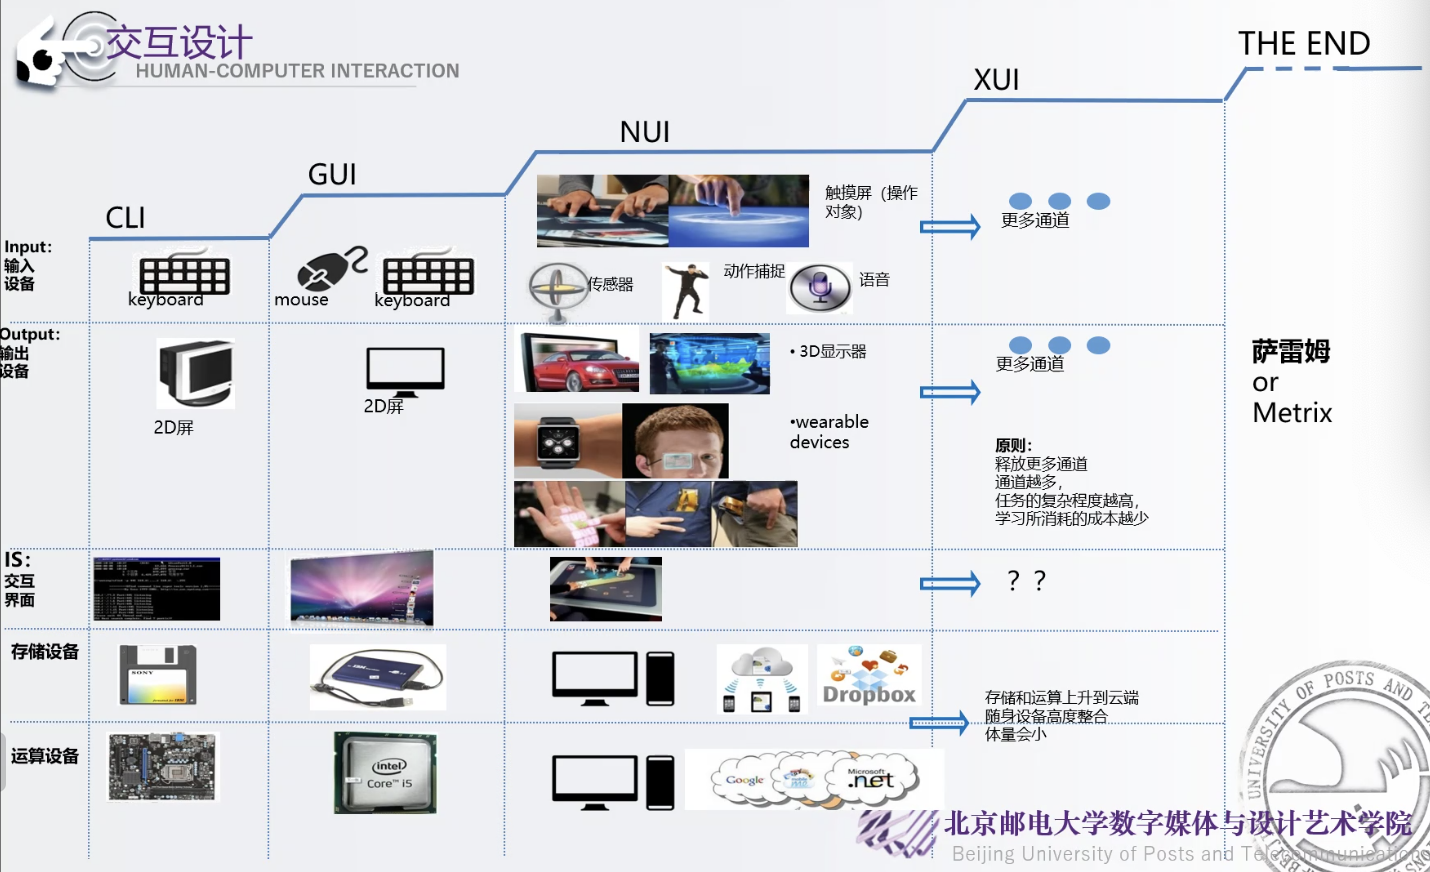 交互设计
HUMAN-COMPUTER INTERACTION
THE END
XUI
NUI
GUI
CLI
Input:
输入
设备
keyboard
mouse
keyboard
触摸屏（操作
对象）
传感器
动作捕捉
语音
更多通道
Output:
输出
设备
2D屏
2D屏
• 3D显示器
•wearable
devices
更多通道
原则：
释放更多通道
通道越多，
任务的复杂程度越高，
学习所消耗的成本越少
萨雷姆
or
Metrix
IS:
交互
界面
？？
存储设备
SONY
Dropbox
存储和运算上升到云端
随身设备高度整合
体量会小
运算设备
intel
Core™ i5
Google
Microsoft
.net
UNIVERSITY OF POSTS AND
北京邮电大学数字媒体与设计艺术学院
Beijing University of Posts and Telecommunications